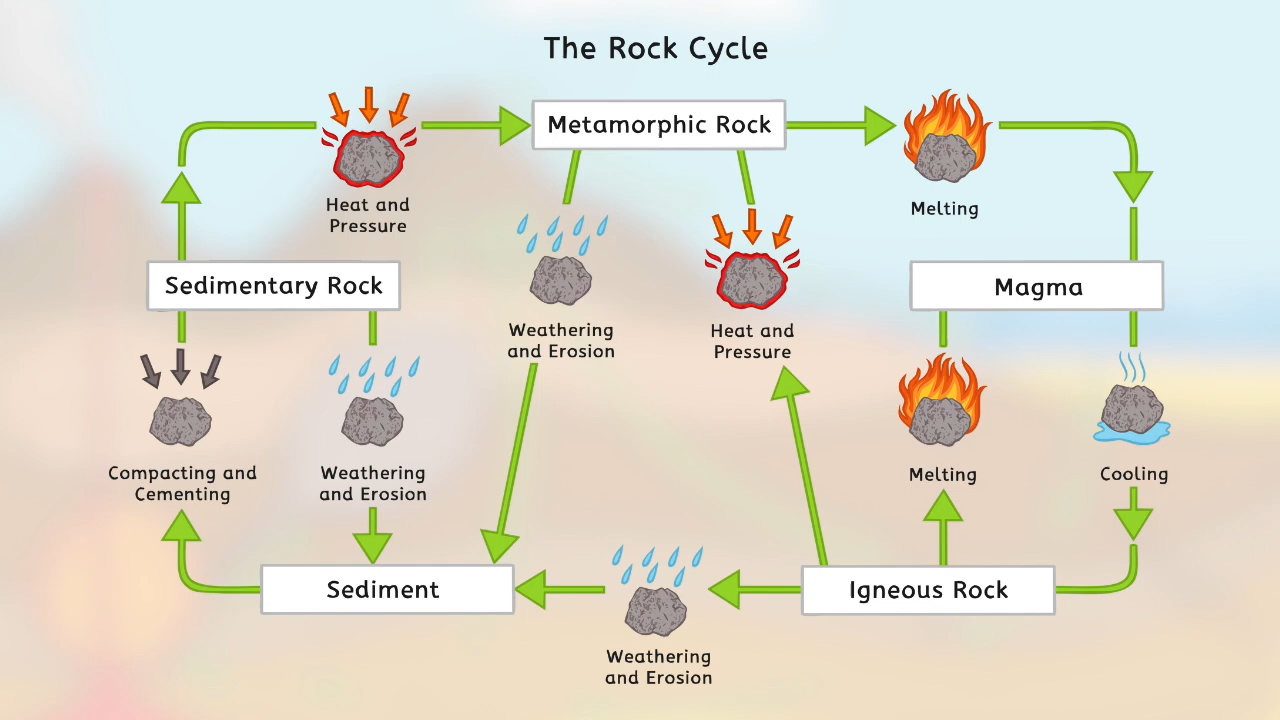 The Rock Cycle
Metamorphic Rock
Heat and
Pressure
Melting
Sedimentary Rock
Magma
Weathering
and Erosion
Heat and
Pressure
Compacting and
Cementing
Weathering
and Erosion
Melting
Cooling
Sediment
Igneous Rock
Weathering
and Erosion